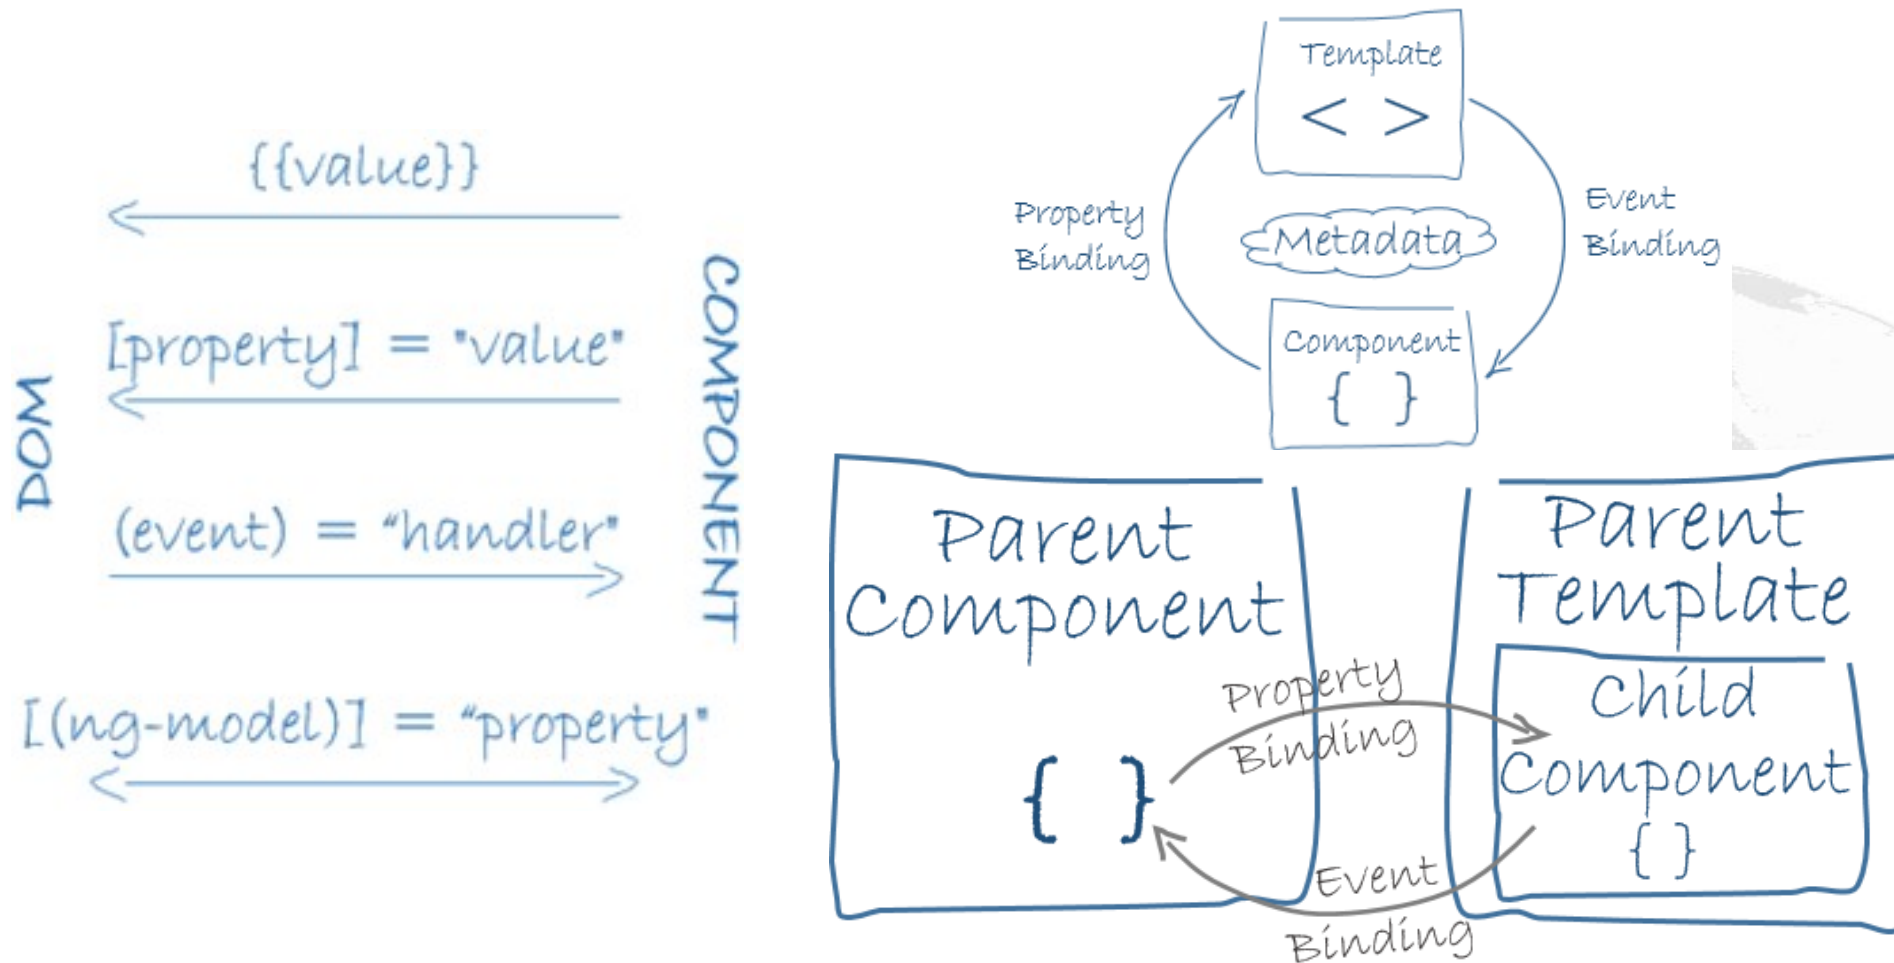 {{value}}
[property] = "value"
(event) = "handler"
[(ng-model)] = "property"
DOM
COMPONENT
Template
< >
Property
Binding
Metadata
Event
Binding
Component
{ }
Parent
Component
{ }
Property
Binding
Event
Binding
Parent
Template
Child
Component
{ }